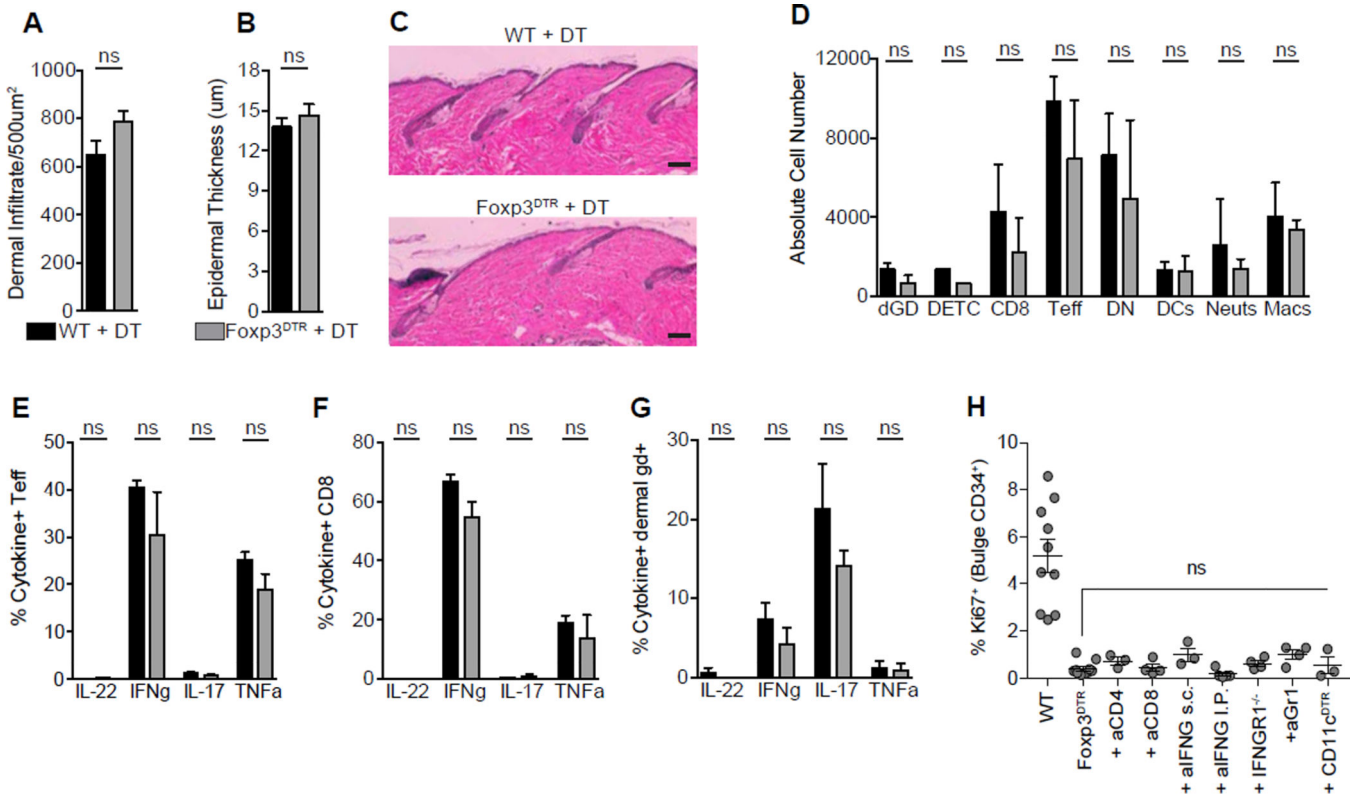 A
ns
1000
800
600
400
200
0
Dermal Infiltrate/500um²
B
ns
18
15
12
9
6
3
0
Epidermal Thickness (um)
WT + DT
Foxp3ᴰᵀᴿ + DT
C
WT + DT
Foxp3ᴰᵀᴿ + DT
D
ns ns ns ns ns ns ns ns
12000
8000
4000
0
Absolute Cell Number
dGD DETC CD8 Teff DN DCs Neuts Macs
E
ns ns ns ns
50
40
30
20
10
0
% Cytokine+ Teff
IL-22 IFNg IL-17 TNFa
F
ns ns ns ns
80
60
40
20
0
% Cytokine+ CD8
IL-22 IFNg IL-17 TNFa
G
ns ns ns ns
30
20
10
0
% Cytokine+ dermal gd+
IL-22 IFNg IL-17 TNFa
H
10
8
6
4
2
0
% Ki67⁺ (Bulge CD34⁺)
ns
WT
Foxp3ᴰᵀᴿ
+ aCD4
+ aCD8
+ aIFNG s.c.
+ aIFNG I.P.
+ IFNGR1⁻/⁻
+aGr1
+ CD11cᴰᵀᴿ